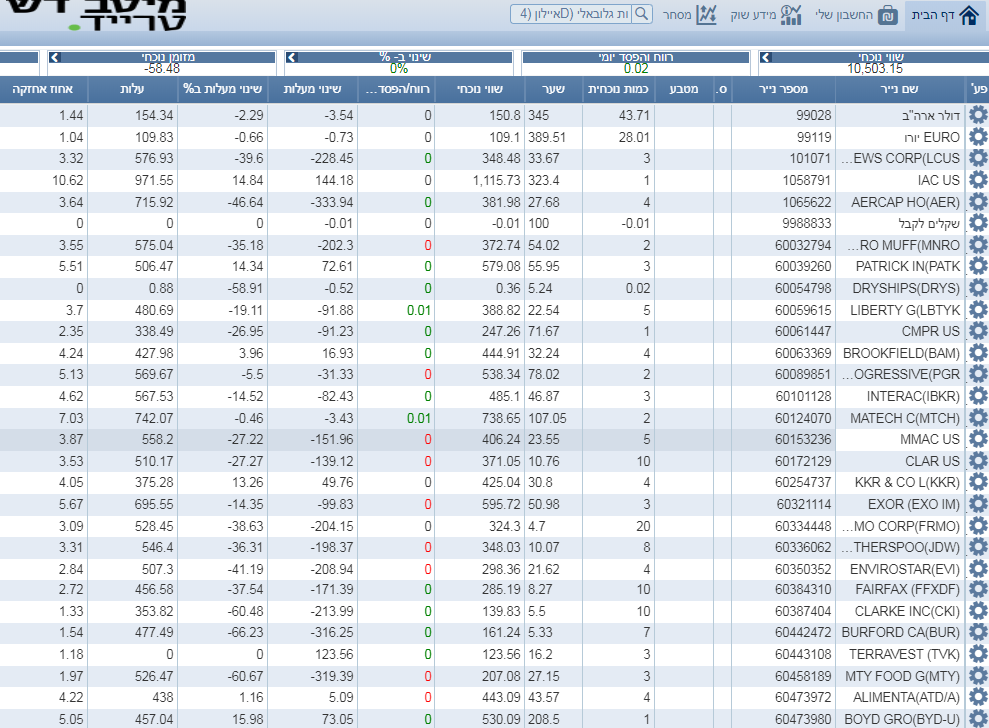 מיטב דש
טרייד.
דף הבית החשבון שלי מידע שוק מסחר ות גלובאלי (Dאיילון (4
שווי נוכחי רווח והפסד יומי שינוי ב- % מזומן נוכחי
10,503.15 0.02 0% -58.48
פע' שם נייר מספר נייר ס. מטבע כמות נוכחית שער שווי נוכחי רווח/הפסד... שינוי מעלות שינוי מעלות ב% עלות אחוז אחזקה
דולר ארה"ב 99028 43.71 345 150.8 0 -3.54 -2.29 154.34 1.44
יורו EURO 99119 28.01 389.51 109.1 0 -0.73 -0.66 109.83 1.04
...EWS CORP(LCUS 101071 3 33.67 348.48 0 -228.45 -39.6 576.93 3.32
IAC US 1058791 1 323.4 1,115.73 0 144.18 14.84 971.55 10.62
AERCAP HO(AER) 1065622 4 27.68 381.98 0 -333.94 -46.64 715.92 3.64
שקלים לקבל 9988833 -0.01 100 -0.01 0 -0.01 0 0 0
...RO MUFF(MNRO 60032794 2 54.02 372.74 0 -202.3 -35.18 575.04 3.55
PATRICK IN(PATK 60039260 3 55.95 579.08 0 72.61 14.34 506.47 5.51
DRYSHIPS(DRYS) 60054798 0.02 5.24 0.36 0 -0.52 -58.91 0.88 0
LIBERTY G(LBTYK 60059615 5 22.54 388.82 0.01 -91.88 -19.11 480.69 3.7
CMPR US 60061447 1 71.67 247.26 0 -91.23 -26.95 338.49 2.35
BROOKFIELD(BAM) 60063369 4 32.24 444.91 0 16.93 3.96 427.98 4.24
...OGRESSIVE(PGR 60089851 2 78.02 538.34 0 -31.33 -5.5 569.67 5.13
INTERAC(IBKR) 60101128 3 46.87 485.1 0 -82.43 -14.52 567.53 4.62
MATECH C(MTCH) 60124070 2 107.05 738.65 0.01 -3.43 -0.46 742.07 7.03
MMAC US 60153236 5 23.55 406.24 0 -151.96 -27.22 558.2 3.87
CLAR US 60172129 10 10.76 371.05 0 -139.12 -27.27 510.17 3.53
KKR & CO L(KKR) 60254737 4 30.8 425.04 0 49.76 13.26 375.28 4.05
EXOR (EXO IM) 60321114 3 50.98 595.72 0 -99.83 -14.35 695.55 5.67
...MO CORP(FRMO) 60334448 20 4.7 324.3 0 -204.15 -38.63 528.45 3.09
...THERSPOO(JDW) 60336062 8 10.07 348.03 0 -198.37 -36.31 546.4 3.31
ENVIROSTAR(EVI) 60350352 4 21.62 298.36 0 -208.94 -41.19 507.3 2.84
FAIRFAX (FFXDF) 60384310 10 8.27 285.19 0 -171.39 -37.54 456.58 2.72
CLARKE INC(CKI) 60387404 10 5.5 139.83 0 -213.99 -60.48 353.82 1.33
BURFORD CA(BUR) 60442472 7 5.33 161.24 0 -316.25 -66.23 477.49 1.54
TERRAVEST (TVK) 60443108 3 16.2 123.56 0 123.56 0 0 1.18
MTY FOOD G(MTY) 60458189 3 27.15 207.08 0 -319.39 -60.67 526.47 1.97
ALIMENTA(ATD/A) 60473972 4 43.57 443.09 0 5.09 1.16 438 4.22
BOYD GRO(BYD-U) 60473980 1 208.5 530.09 0 73.05 15.98 457.04 5.05